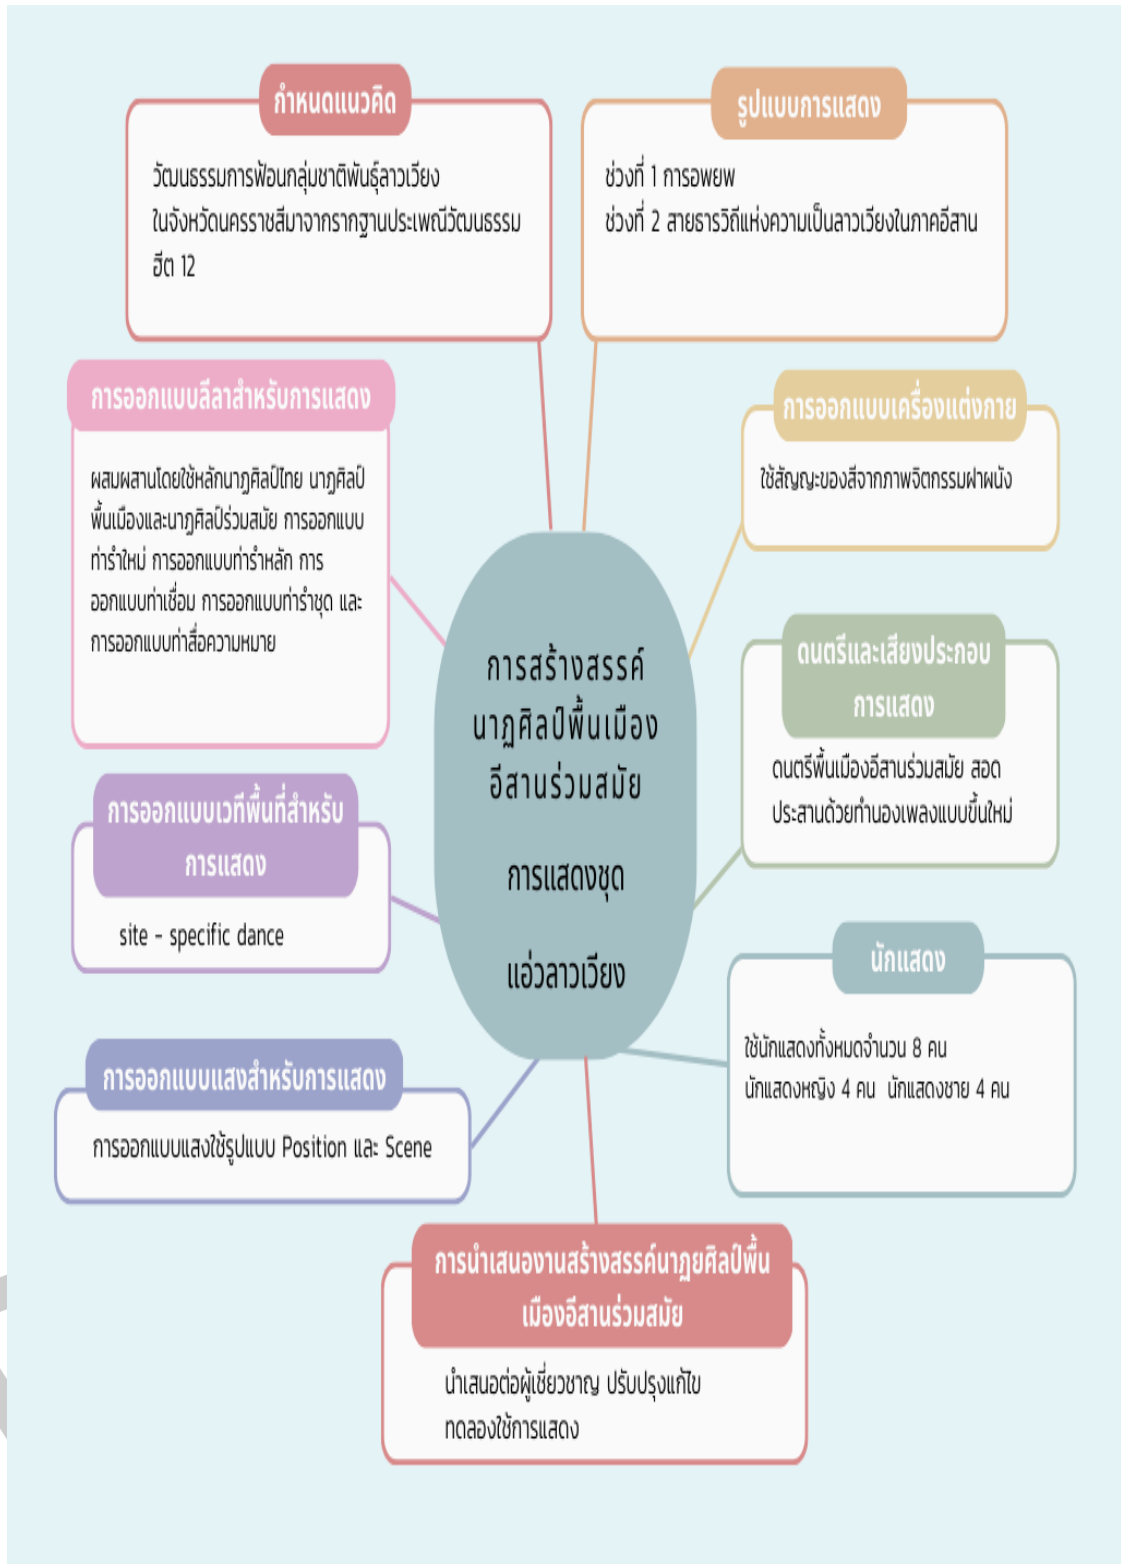 กำหนดแนวคิด
วัฒนธรรมการฟ้อนกลุ่มชาติพันธุ์ลาวเวียง
ในจังหวัดนครราชสีมาจากรากฐานประเพณีวัฒนธรรม
ฮีต 12
รูปแบบการแสดง
ช่วงที่ 1 การอพยพ
ช่วงที่ 2 สายธารวิถีแห่งความเป็นลาวเวียงในภาคอีสาน
การออกแบบลีลาสำหรับการแสดง
ผสมผสานโดยใช้หลักนาฏศิลป์ไทย นาฏศิลป์
พื้นเมืองและนาฏศิลป์ร่วมสมัย การออกแบบ
ท่ารำใหม่ การออกแบบท่ารำหลัก การ
ออกแบบท่าเชื่อม การออกแบบท่ารำชุด และ
การออกแบบท่าสื่อความหมาย
การออกแบบเครื่องแต่งกาย
ใช้สัญญะของสีจากภาพจิตกรรมฝาผนัง
การสร้างสรรค์
นาฏศิลป์พื้นเมือง
อีสานร่วมสมัย
การแสดงชุด
แอ่วลาวเวียง
ดนตรีและเสียงประกอบ
การแสดง
ดนตรีพื้นเมืองอีสานร่วมสมัย สอด
ประสานด้วยทำนองเพลงแบบขึ้นใหม่
การออกแบบเวทีพื้นที่สำหรับ
การแสดง
site - specific dance
นักแสดง
ใช้นักแสดงทั้งหมดจำนวน 8 คน
นักแสดงหญิง 4 คน นักแสดงชาย 4 คน
การออกแบบแสงสำหรับการแสดง
การออกแบบแสงใช้รูปแบบ Position และ Scene
การนำเสนองานสร้างสรรค์นาฏยศิลป์พื้น
เมืองอีสานร่วมสมัย
นำเสนอต่อผู้เชี่ยวชาญ ปรับปรุงแก้ไข
ทดลองใช้การแสดง